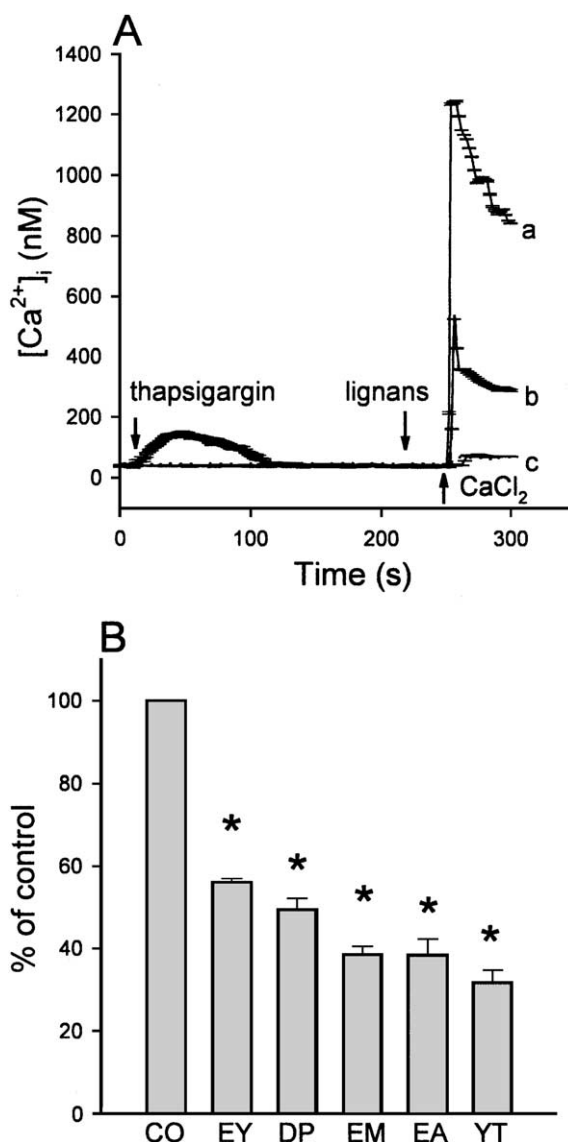 A
1400
1200
1000
800
600
400
200
0
[Ca²⁺]ᵢ (nM)
thapsigargin
lignans
a
b
c
CaCl₂
0 100 200 300
Time (s)
B
100
80
60
40
20
0
% of control
* * * * *
CO EY DP EM EA YT